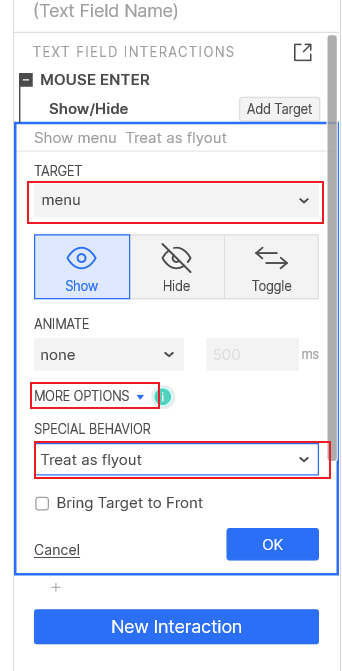 (Text Field Name)
TEXT FIELD INTERACTIONS
MOUSE ENTER
Show/Hide Add Target
Show menu Treat as flyout
TARGET
menu
Show Hide Toggle
ANIMATE
none 500 ms
MORE OPTIONS i
SPECIAL BEHAVIOR
Treat as flyout
Bring Target to Front
Cancel OK
+
New Interaction